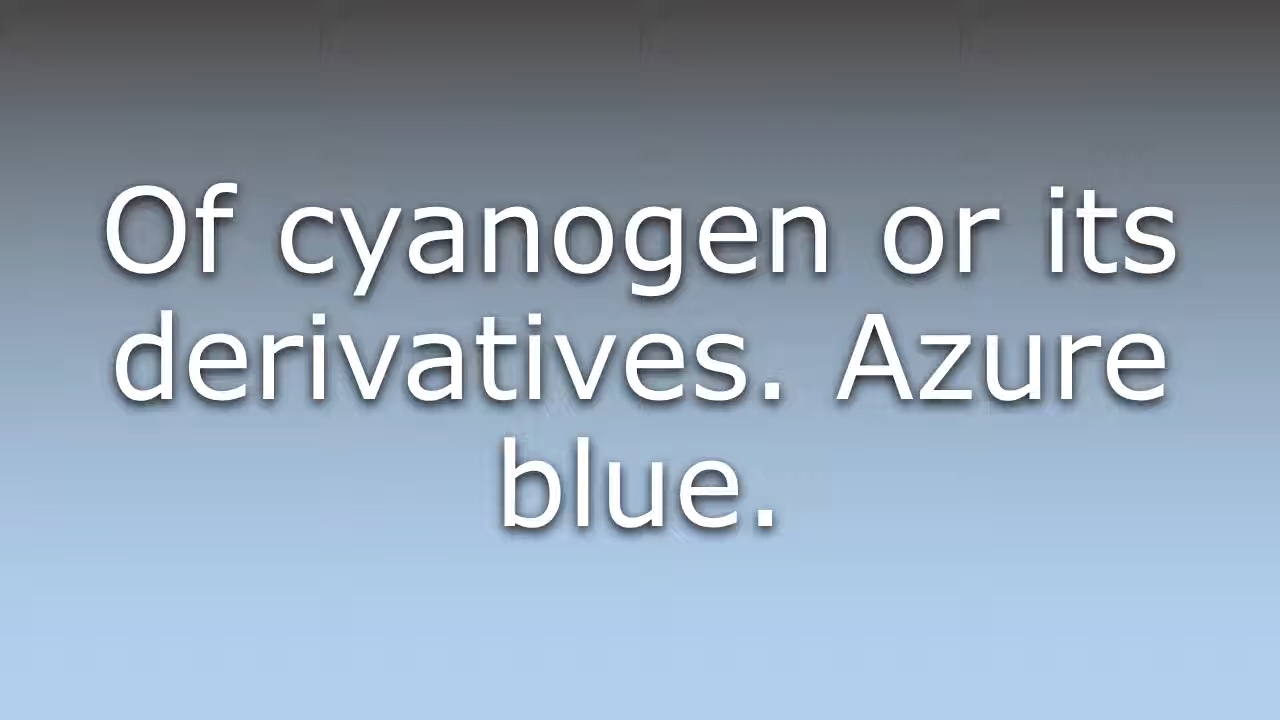 Of cyanogen or its
derivatives. Azure
blue.